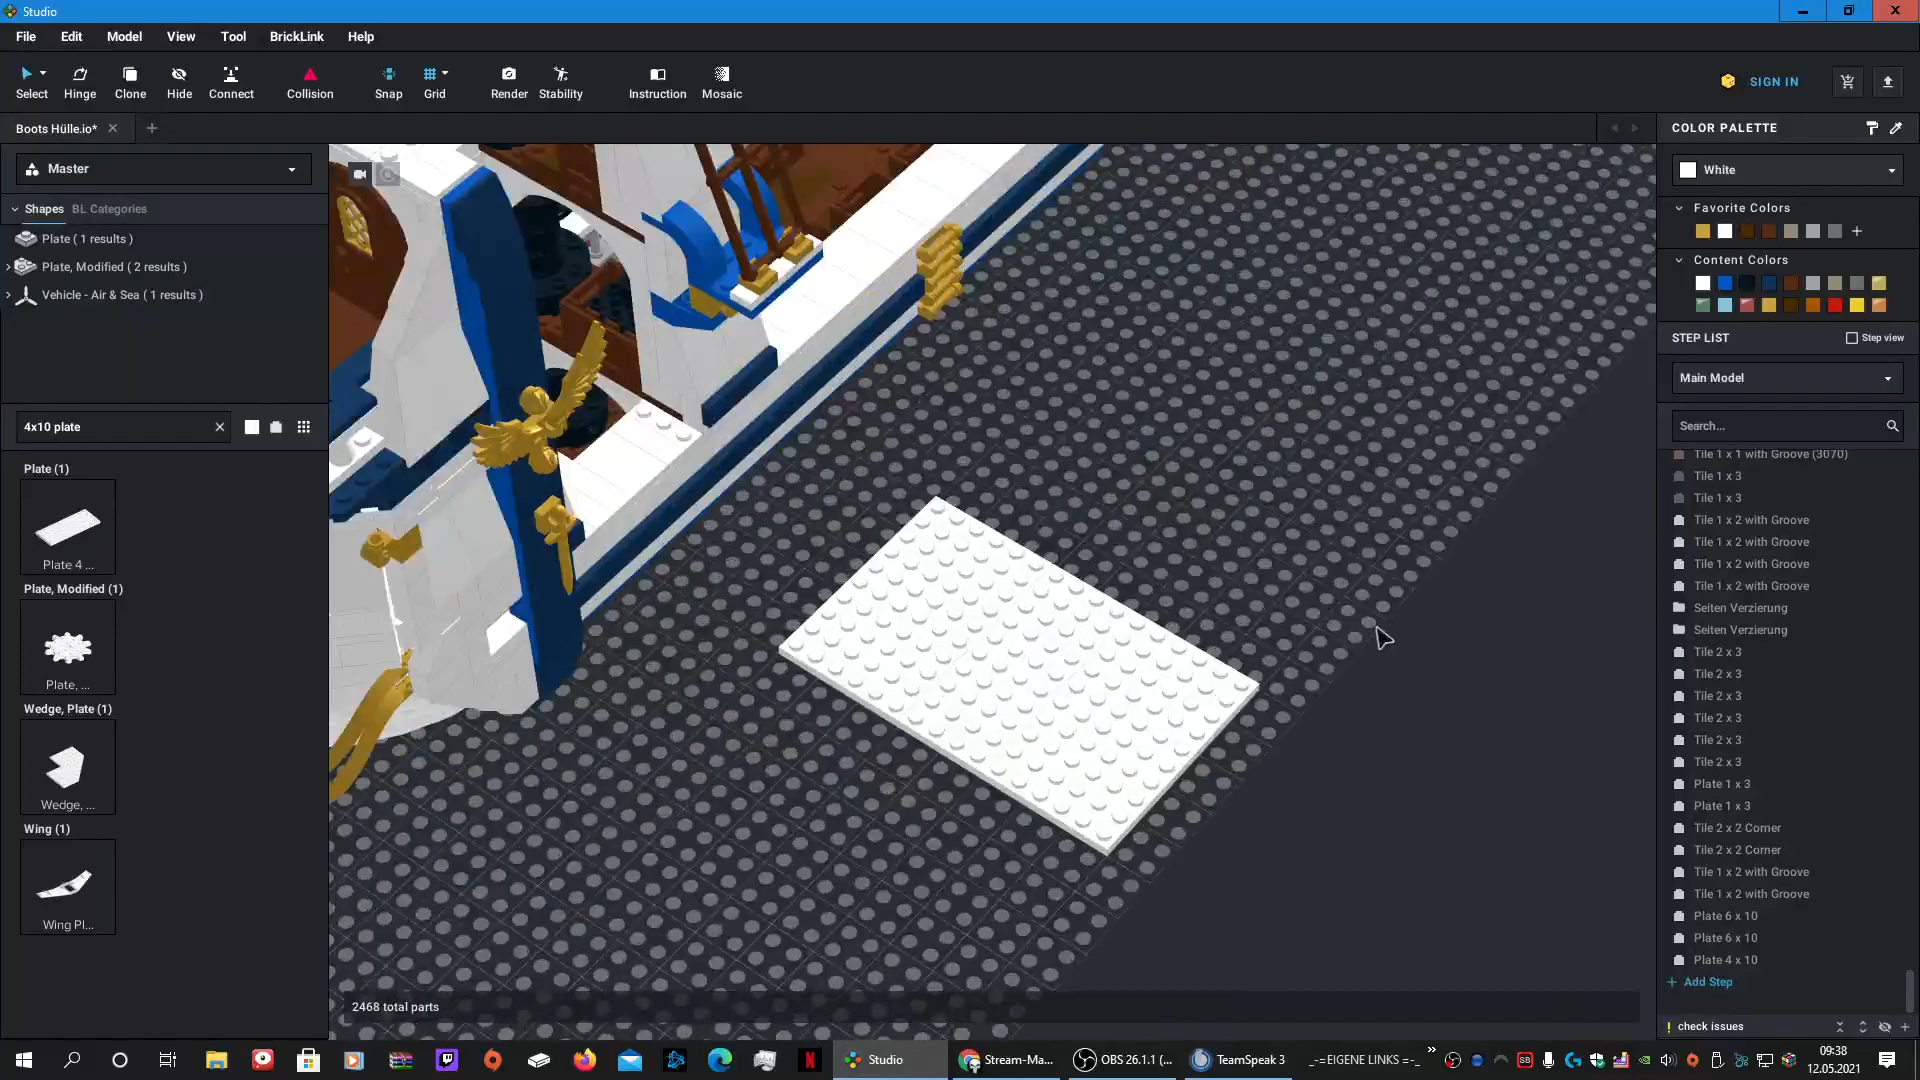 Studio
File Edit Model View Tool BrickLink Help
Select Hinge Clone Hide Connect Collision Snap Grid Render Stability Instruction Mosaic
SIGN IN
Boots Hülle.io*
COLOR PALETTE
Master
White
Shapes BL Categories
Favorite Colors
Plate ( 1 results )
Plate, Modified ( 2 results )
Content Colors
Vehicle - Air & Sea ( 1 results )
STEP LIST
Step view
Main Model
4x10 plate
Search...
Plate (1)
Plate 4 ...
Plate, Modified (1)
Plate, ...
Wedge, Plate (1)
Wedge, ...
Wing (1)
Wing Pl...
Tile 1 x 1 with Groove (3070)
Tile 1 x 3
Tile 1 x 3
Tile 1 x 2 with Groove
Tile 1 x 2 with Groove
Tile 1 x 2 with Groove
Tile 1 x 2 with Groove
Seiten Verzierung
Seiten Verzierung
Tile 2 x 3
Tile 2 x 3
Tile 2 x 3
Tile 2 x 3
Tile 2 x 3
Tile 2 x 3
Plate 1 x 3
Plate 1 x 3
Tile 2 x 2 Corner
Tile 2 x 2 Corner
Tile 1 x 2 with Groove
Tile 1 x 2 with Groove
Plate 6 x 10
Plate 6 x 10
Plate 4 x 10
+ Add Step
2468 total parts
check issues
Studio
Stream-Ma...
OBS 26.1.1 (...
TeamSpeak 3
_-=EIGENE LINKS =-_
09:38
12.05.2021